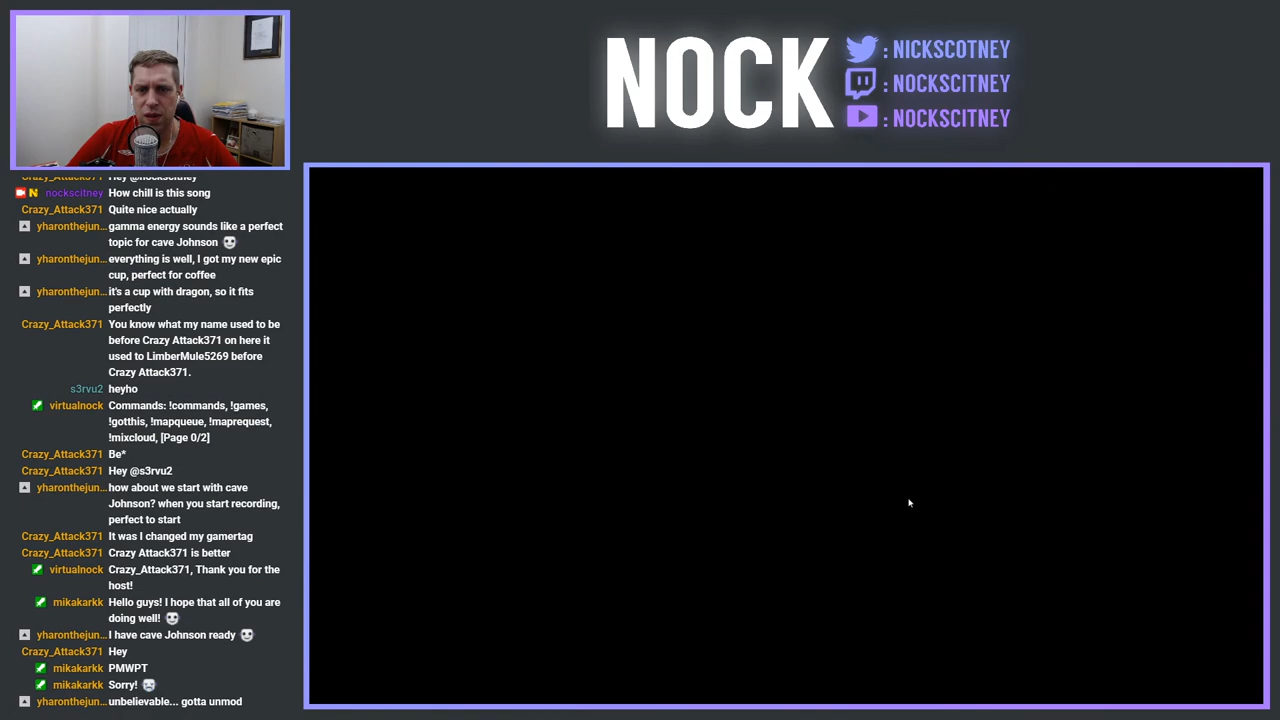 NOCK
: NICKSCOTNEY
: NOCKSCITNEY
: NOCKSCITNEY
Crazy_Attack371 Hey @nockscitney
N nockscitney How chill is this song
Crazy_Attack371 Quite nice actually
yharonthejun... gamma energy sounds like a perfect
topic for cave Johnson
yharonthejun... everything is well, I got my new epic
cup, perfect for coffee
yharonthejun... it's a cup with dragon, so it fits
perfectly
Crazy_Attack371 You know what my name used to be
before Crazy Attack371 on here it
used to LimberMule5269 before
Crazy Attack371.
s3rvu2 heyho
virtualnock Commands: !commands, !games,
!gotthis, !mapqueue, !maprequest,
!mixcloud, [Page 0/2]
Crazy_Attack371 Be*
Crazy_Attack371 Hey @s3rvu2
yharonthejun... how about we start with cave
Johnson? when you start recording,
perfect to start
Crazy_Attack371 It was I changed my gamertag
Crazy_Attack371 Crazy Attack371 is better
virtualnock Crazy_Attack371, Thank you for the
host!
mikakarkk Hello guys! I hope that all of you are
doing well!
yharonthejun... I have cave Johnson ready
Crazy_Attack371 Hey
mikakarkk PMWPT
mikakarkk Sorry!
yharonthejun... unbelievable... gotta unmod